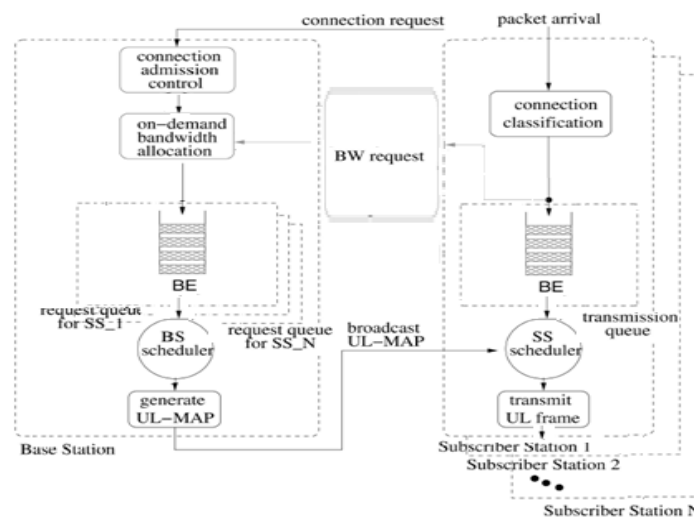 connection request
packet arrival
connection
admission
control
on-demand
bandwidth
allocation
BW request
connection
classification
BE
BE
request queue
for SS_1
BS
scheduler
request queue
for SS_N
broadcast
UL-MAP
SS
scheduler
transmission
queue
generate
UL-MAP
transmit
UL frame
Base Station
Subscriber Station 1
Subscriber Station 2
Subscriber Station N